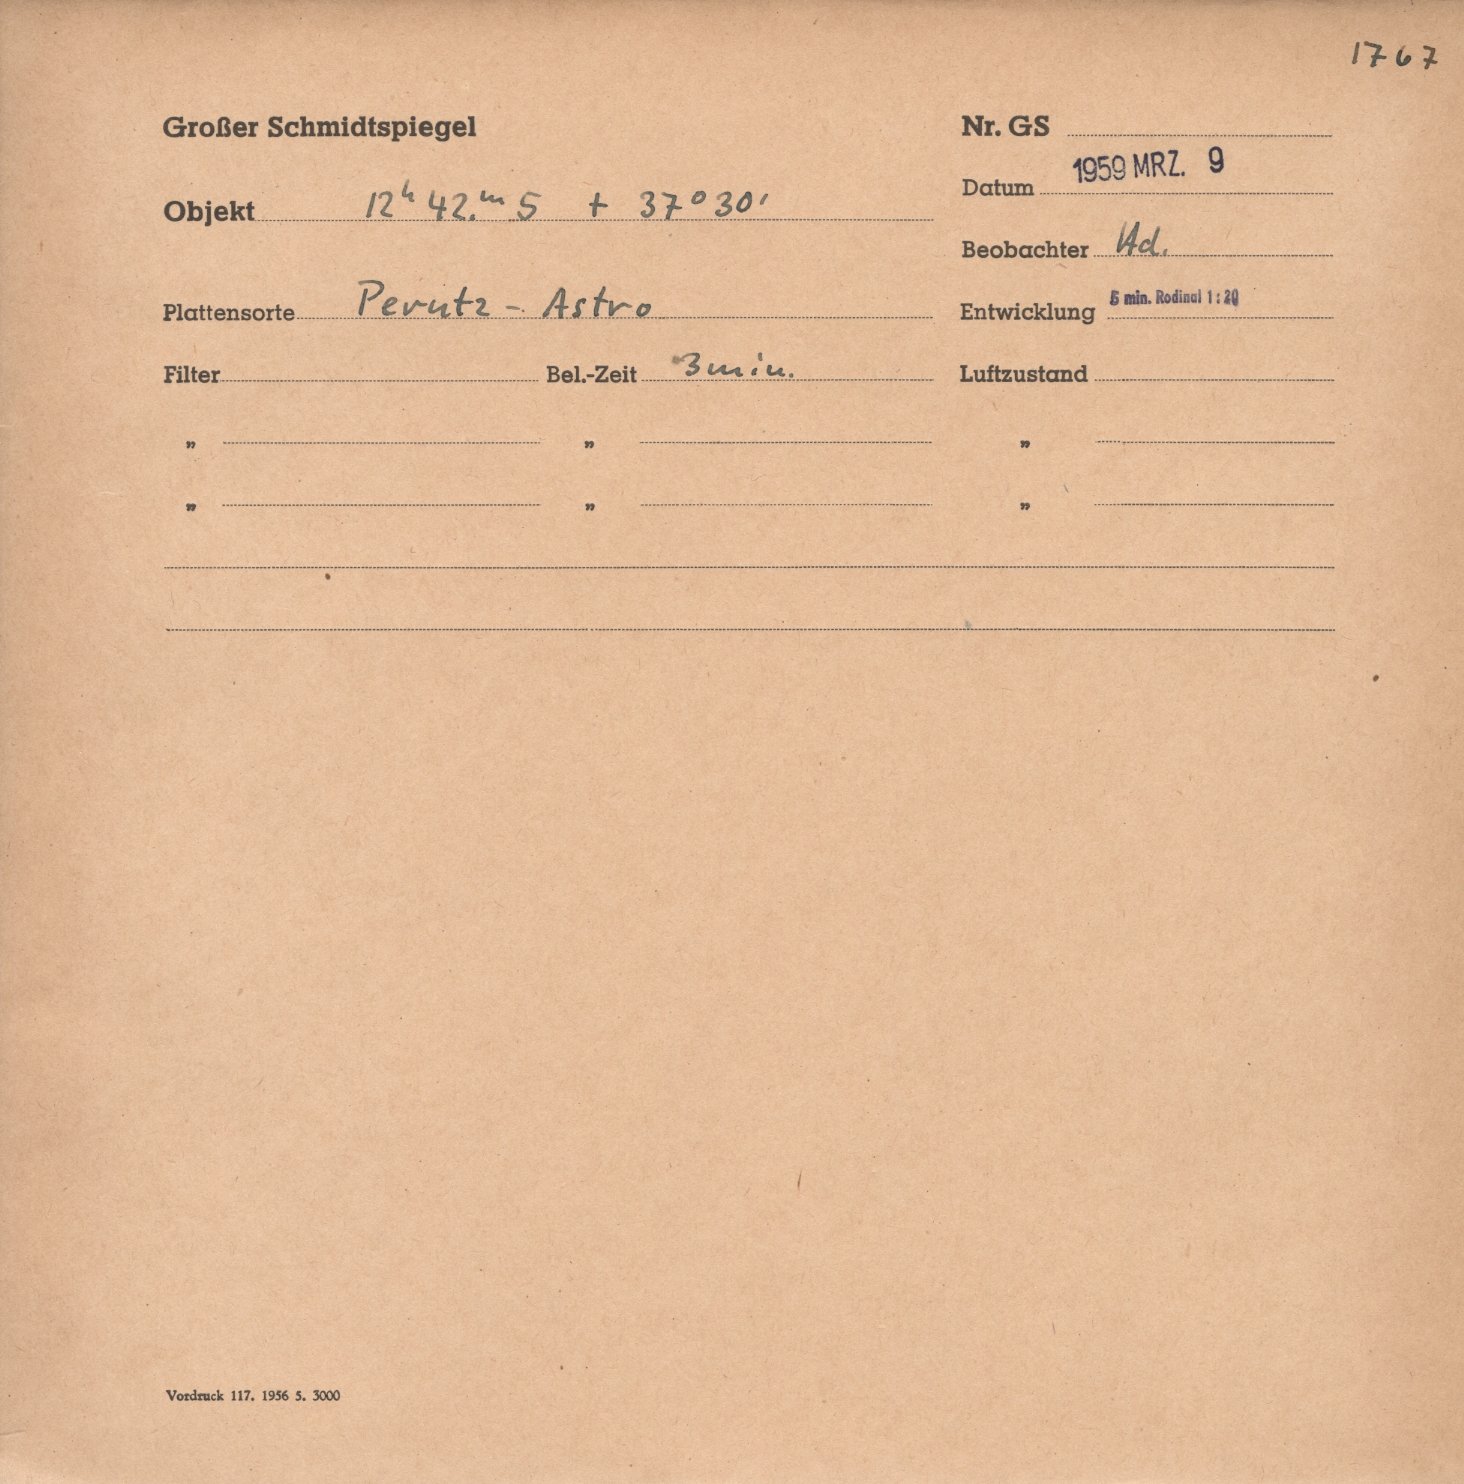 1767
Großer Schmidtspiegel
Nr. GS
Datum 1959 MRZ. 9
Objekt 12ʰ 42.ᵐ5 + 37° 30'
Beobachter Ad.
Plattensorte Perutz - Astro
Entwicklung 5 min. Rodinal 1:20
Filter Bel.-Zeit 3 min. Luftzustand
" " "
" " "
Vordruck 117. 1956 5. 3000